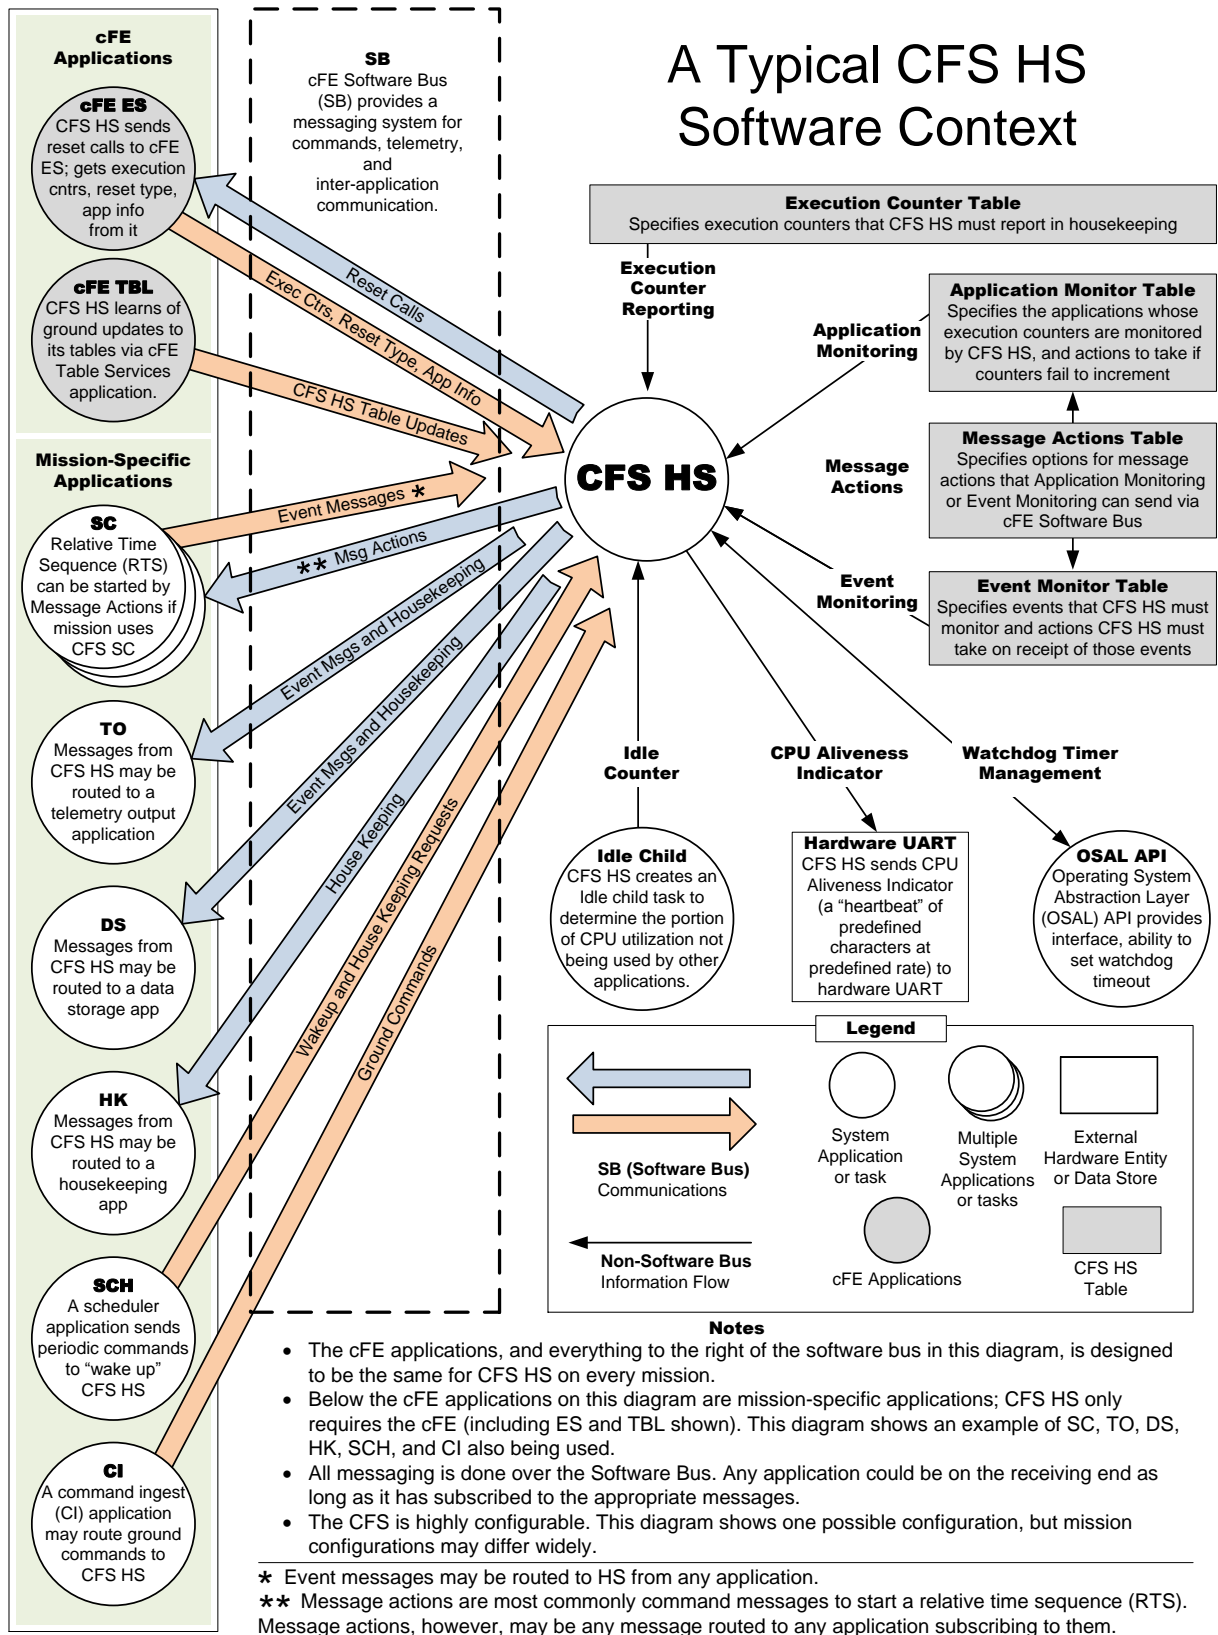 A Typical CFS HS
Software Context
cFE
Applications
cFE ES
CFS HS sends
reset calls to cFE
ES; gets execution
cntrs, reset type,
app info
from it
cFE TBL
CFS HS learns of
ground updates to
its tables via cFE
Table Services
application.
Mission-Specific
Applications
SC
Relative Time
Sequence (RTS)
can be started by
Message Actions if
mission uses
CFS SC
TO
Messages from
CFS HS may be
routed to a
telemetry output
application
DS
Messages from
CFS HS may be
routed to a data
storage app
HK
Messages from
CFS HS may be
routed to a
housekeeping
app
SCH
A scheduler
application sends
periodic commands
to “wake up”
CFS HS
CI
A command ingest
(CI) application
may route ground
commands to
CFS HS
SB
cFE Software Bus
(SB) provides a
messaging system for
commands, telemetry,
and
inter-application
communication.
Reset Calls
Exec Ctrs, Reset Type, App Info
CFS HS Table Updates
Event Messages *
** Msg Actions
Event Msgs and Housekeeping
Event Msgs and Housekeeping
House Keeping
Wakeup and House Keeping Requests
Ground Commands
CFS HS
Execution Counter Table
Specifies execution counters that CFS HS must report in housekeeping
Execution
Counter
Reporting
Application
Monitoring
Application Monitor Table
Specifies the applications whose
execution counters are monitored
by CFS HS, and actions to take if
counters fail to increment
Message
Actions
Message Actions Table
Specifies options for message
actions that Application Monitoring
or Event Monitoring can send via
cFE Software Bus
Event
Monitoring
Event Monitor Table
Specifies events that CFS HS must
monitor and actions CFS HS must
take on receipt of those events
Idle
Counter
CPU Aliveness
Indicator
Watchdog Timer
Management
Idle Child
CFS HS creates an
Idle child task to
determine the portion
of CPU utilization not
being used by other
applications.
Hardware UART
CFS HS sends CPU
Aliveness Indicator
(a “heartbeat” of
predefined
characters at
predefined rate) to
hardware UART
OSAL API
Operating System
Abstraction Layer
(OSAL) API provides
interface, ability to
set watchdog
timeout
Legend
SB (Software Bus)
Communications
Non-Software Bus
Information Flow
System
Application
or task
Multiple
System
Applications
or tasks
External
Hardware Entity
or Data Store
cFE Applications
CFS HS
Table
Notes
• The cFE applications, and everything to the right of the software bus in this diagram, is designed
to be the same for CFS HS on every mission.
• Below the cFE applications on this diagram are mission-specific applications; CFS HS only
requires the cFE (including ES and TBL shown). This diagram shows an example of SC, TO, DS,
HK, SCH, and CI also being used.
• All messaging is done over the Software Bus. Any application could be on the receiving end as
long as it has subscribed to the appropriate messages.
• The CFS is highly configurable. This diagram shows one possible configuration, but mission
configurations may differ widely.
* Event messages may be routed to HS from any application.
** Message actions are most commonly command messages to start a relative time sequence (RTS).
Message actions, however, may be any message routed to any application subscribing to them.